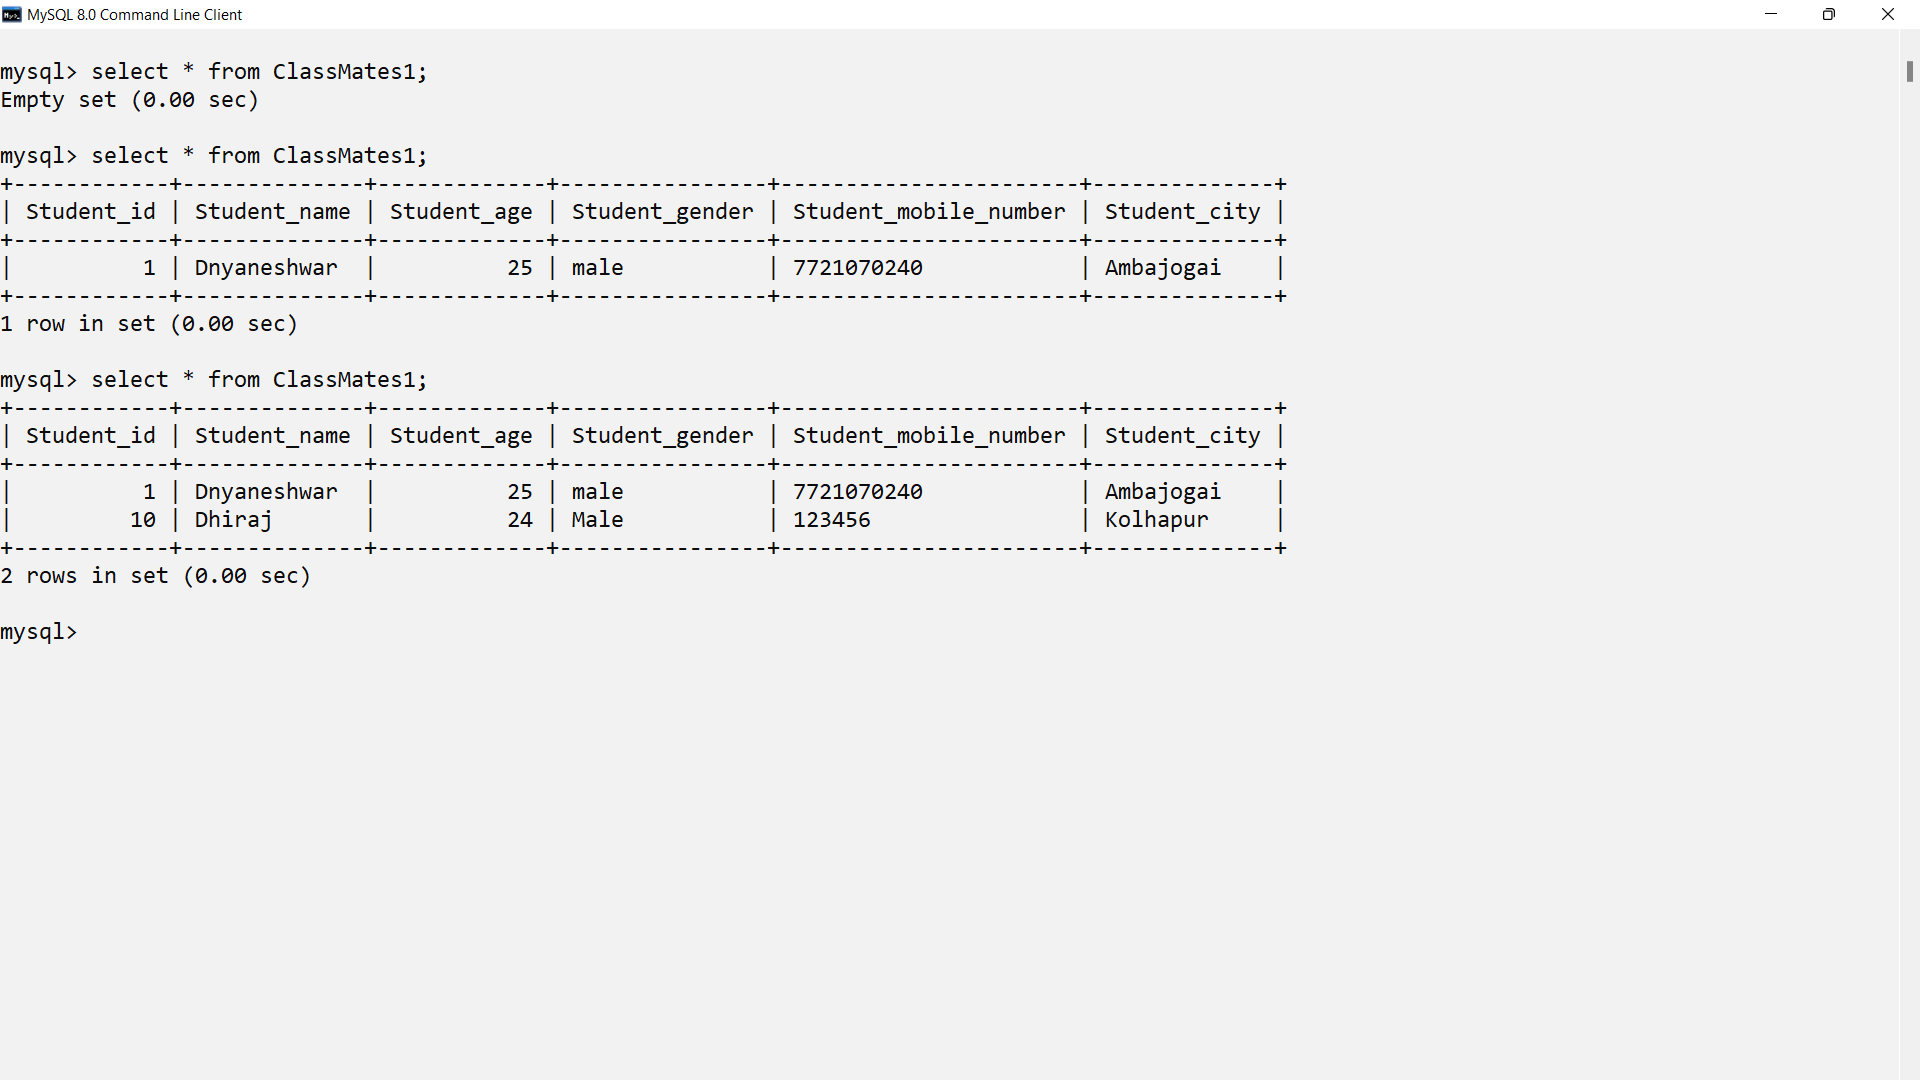 MySQL 8.0 Command Line Client
mysql> select * from ClassMates1;
Empty set (0.00 sec)
mysql> select * from ClassMates1;
+------------+--------------+-------------+----------------+-----------------------+--------------+
| Student_id | Student_name | Student_age | Student_gender | Student_mobile_number | Student_city |
+------------+--------------+-------------+----------------+-----------------------+--------------+
|          1 | Dnyaneshwar  |          25 | male           | 7721070240            | Ambajogai    |
+------------+--------------+-------------+----------------+-----------------------+--------------+
1 row in set (0.00 sec)
mysql> select * from ClassMates1;
+------------+--------------+-------------+----------------+-----------------------+--------------+
| Student_id | Student_name | Student_age | Student_gender | Student_mobile_number | Student_city |
+------------+--------------+-------------+----------------+-----------------------+--------------+
|          1 | Dnyaneshwar  |          25 | male           | 7721070240            | Ambajogai    |
|         10 | Dhiraj       |          24 | Male           | 123456                | Kolhapur     |
+------------+--------------+-------------+----------------+-----------------------+--------------+
2 rows in set (0.00 sec)
mysql>